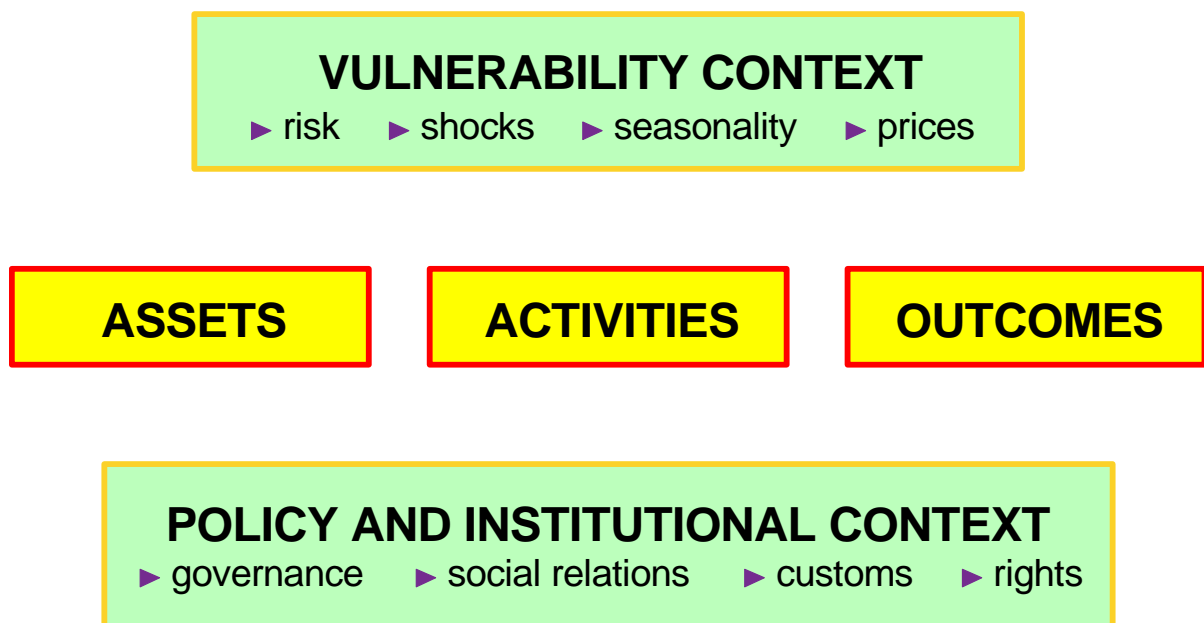 VULNERABILITY CONTEXT
► risk ► shocks ► seasonality ► prices
ASSETS ACTIVITIES OUTCOMES
POLICY AND INSTITUTIONAL CONTEXT
► governance ► social relations ► customs ► rights